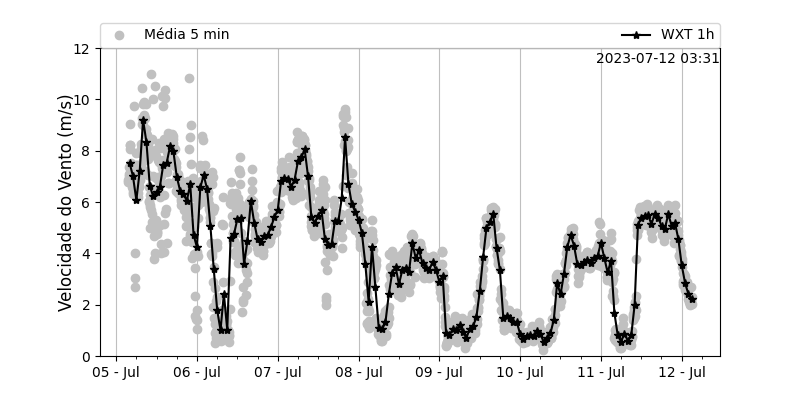 Média 5 min
WXT 1h
2023-07-12 03:31
Velocidade do Vento (m/s)
12
10
8
6
4
2
0
05 - Jul 06 - Jul 07 - Jul 08 - Jul 09 - Jul 10 - Jul 11 - Jul 12 - Jul